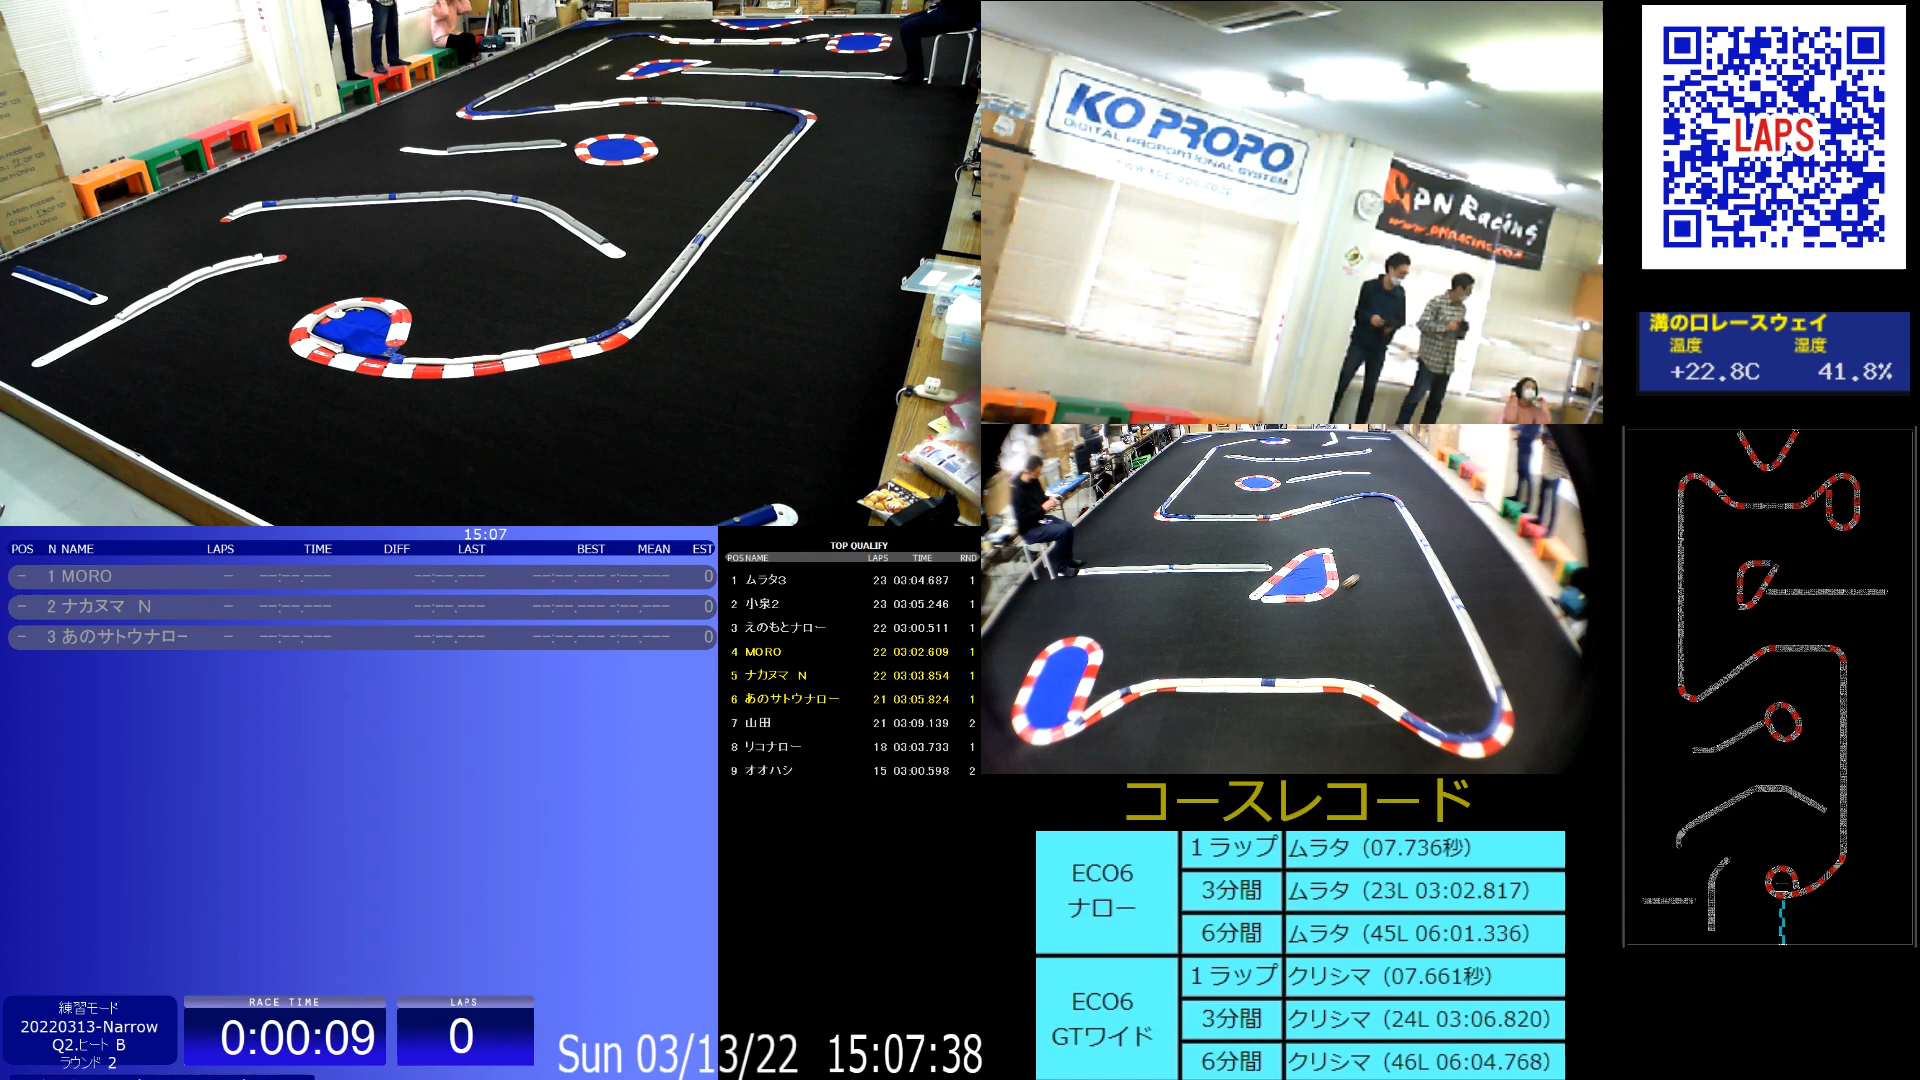 KO PROPO
DIGITAL PROPORTIONAL SYSTEM
PN Racing
LAPS
溝の口レースウェイ
温度 湿度
+22.8C 41.8%
15:07
POS N NAME LAPS TIME DIFF LAST BEST MEAN EST
- 1 MORO - --:--.--- --:--.--- --:--.--- -:--.--- 0
- 2 ナカヌマ N - --:--.--- --:--.--- --:--.--- -:--.--- 0
- 3 あのサトウナロー - --:--.--- --:--.--- --:--.--- -:--.--- 0
TOP QUALIFY
POS NAME LAPS TIME RND
1 ムラタ3 23 03:04.687 1
2 小泉2 23 03:05.246 1
3 えのもとナロー 22 03:00.511 1
4 MORO 22 03:02.609 1
5 ナカヌマ N 22 03:03.854 1
6 あのサトウナロー 21 03:05.824 1
7 山田 21 03:09.139 2
8 リコナロー 18 03:03.733 1
9 オオハシ 15 03:00.598 2
コースレコード
ECO6
ナロー
1ラップ ムラタ（07.736秒）
3分間 ムラタ（23L 03:02.817）
6分間 ムラタ（45L 06:01.336）
ECO6
GTワイド
1ラップ クリシマ（07.661秒）
3分間 クリシマ（24L 03:06.820）
6分間 クリシマ（46L 06:04.768）
練習モード
20220313-Narrow
Q2.ヒート B
ラウンド 2
RACE TIME
0:00:09
LAPS
0
Sun 03/13/22 15:07:38